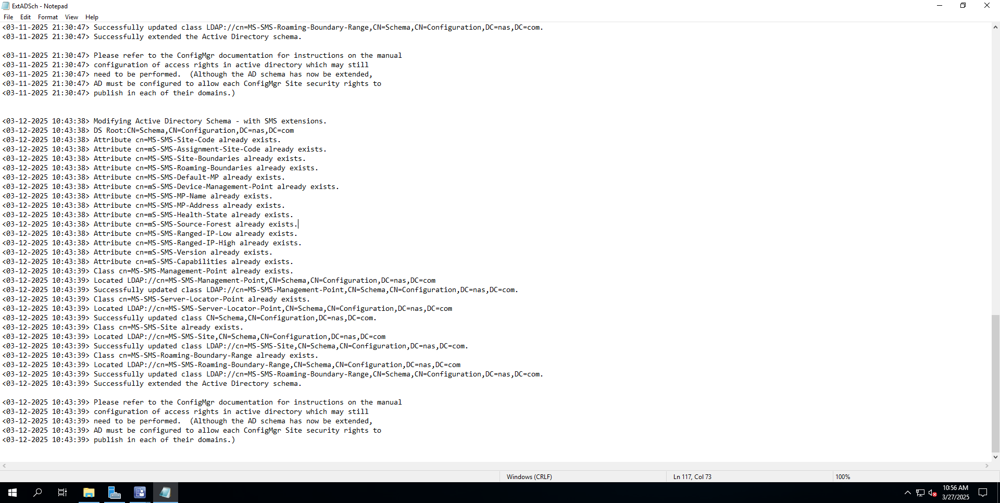 ExtADSch - Notepad
File Edit Format View Help
<03-11-2025 21:30:47> Successfully updated class LDAP://cn=MS-SMS-Roaming-Boundary-Range,CN=Schema,CN=Configuration,DC=nas,DC=com.
<03-11-2025 21:30:47> Successfully extended the Active Directory schema.
<03-11-2025 21:30:47> Please refer to the ConfigMgr documentation for instructions on the manual
<03-11-2025 21:30:47> configuration of access rights in active directory which may still
<03-11-2025 21:30:47> need to be performed.  (Although the AD schema has now be extended,
<03-11-2025 21:30:47> AD must be configured to allow each ConfigMgr Site security rights to
<03-11-2025 21:30:47> publish in each of their domains.)
<03-12-2025 10:43:38> Modifying Active Directory Schema - with SMS extensions.
<03-12-2025 10:43:38> DS Root:CN=Schema,CN=Configuration,DC=nas,DC=com
<03-12-2025 10:43:38> Attribute cn=MS-SMS-Site-Code already exists.
<03-12-2025 10:43:38> Attribute cn=mS-SMS-Assignment-Site-Code already exists.
<03-12-2025 10:43:38> Attribute cn=MS-SMS-Site-Boundaries already exists.
<03-12-2025 10:43:38> Attribute cn=MS-SMS-Roaming-Boundaries already exists.
<03-12-2025 10:43:38> Attribute cn=MS-SMS-Default-MP already exists.
<03-12-2025 10:43:38> Attribute cn=mS-SMS-Device-Management-Point already exists.
<03-12-2025 10:43:38> Attribute cn=MS-SMS-MP-Name already exists.
<03-12-2025 10:43:38> Attribute cn=MS-SMS-MP-Address already exists.
<03-12-2025 10:43:38> Attribute cn=mS-SMS-Health-State already exists.
<03-12-2025 10:43:38> Attribute cn=mS-SMS-Source-Forest already exists.
<03-12-2025 10:43:38> Attribute cn=MS-SMS-Ranged-IP-Low already exists.
<03-12-2025 10:43:38> Attribute cn=MS-SMS-Ranged-IP-High already exists.
<03-12-2025 10:43:38> Attribute cn=mS-SMS-Version already exists.
<03-12-2025 10:43:38> Attribute cn=mS-SMS-Capabilities already exists.
<03-12-2025 10:43:39> Class cn=MS-SMS-Management-Point already exists.
<03-12-2025 10:43:39> Located LDAP://cn=MS-SMS-Management-Point,CN=Schema,CN=Configuration,DC=nas,DC=com
<03-12-2025 10:43:39> Successfully updated class LDAP://cn=MS-SMS-Management-Point,CN=Schema,CN=Configuration,DC=nas,DC=com.
<03-12-2025 10:43:39> Class cn=MS-SMS-Server-Locator-Point already exists.
<03-12-2025 10:43:39> Located LDAP://cn=MS-SMS-Server-Locator-Point,CN=Schema,CN=Configuration,DC=nas,DC=com
<03-12-2025 10:43:39> Successfully updated class CN=Schema,CN=Configuration,DC=nas,DC=com.
<03-12-2025 10:43:39> Class cn=MS-SMS-Site already exists.
<03-12-2025 10:43:39> Located LDAP://cn=MS-SMS-Site,CN=Schema,CN=Configuration,DC=nas,DC=com
<03-12-2025 10:43:39> Successfully updated class LDAP://cn=MS-SMS-Site,CN=Schema,CN=Configuration,DC=nas,DC=com.
<03-12-2025 10:43:39> Class cn=MS-SMS-Roaming-Boundary-Range already exists.
<03-12-2025 10:43:39> Located LDAP://cn=MS-SMS-Roaming-Boundary-Range,CN=Schema,CN=Configuration,DC=nas,DC=com
<03-12-2025 10:43:39> Successfully updated class LDAP://cn=MS-SMS-Roaming-Boundary-Range,CN=Schema,CN=Configuration,DC=nas,DC=com.
<03-12-2025 10:43:39> Successfully extended the Active Directory schema.
<03-12-2025 10:43:39> Please refer to the ConfigMgr documentation for instructions on the manual
<03-12-2025 10:43:39> configuration of access rights in active directory which may still
<03-12-2025 10:43:39> need to be performed.  (Although the AD schema has now be extended,
<03-12-2025 10:43:39> AD must be configured to allow each ConfigMgr Site security rights to
<03-12-2025 10:43:39> publish in each of their domains.)
Windows (CRLF) Ln 117, Col 73 100%
10:56 AM
3/27/2025